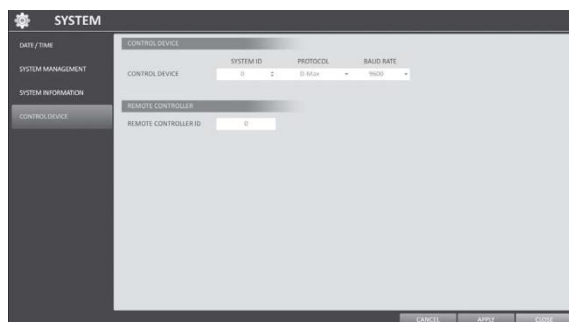 SYSTEM
DATE / TIME
SYSTEM MANAGEMENT
SYSTEM INFORMATION
CONTROL DEVICE
CONTROL DEVICE
SYSTEM ID PROTOCOL BAUD RATE
CONTROL DEVICE 0 D-Max 9600
REMOTE CONTROLLER
REMOTE CONTROLLER ID 0
CANCEL APPLY CLOSE